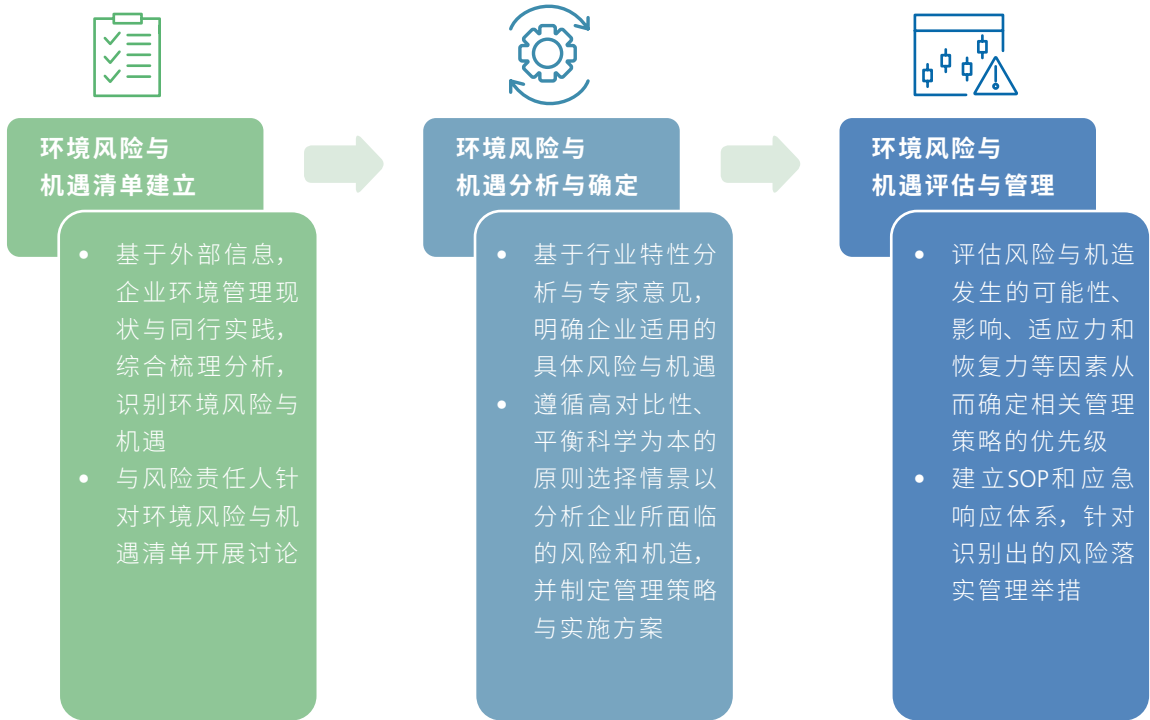 环境风险与
机遇清单建立
• 基于外部信息，
企业环境管理现
状与同行实践，
综合梳理分析，
识别环境风险与
机遇
• 与风险责任人针
对环境风险与机
遇清单开展讨论
环境风险与
机遇分析与确定
• 基于行业特性分
析与专家意见，
明确企业适用的
具体风险与机遇
• 遵循高对比性、
平衡科学为本的
原则选择情景以
分析企业所面临
的风险和机造，
并制定管理策略
与实施方案
环境风险与
机遇评估与管理
• 评估风险与机造
发生的可能性、
影响、适应力和
恢复力等因素从
而确定相关管理
策略的优先级
• 建立SOP和应急
响应体系，针对
识别出的风险落
实管理举措